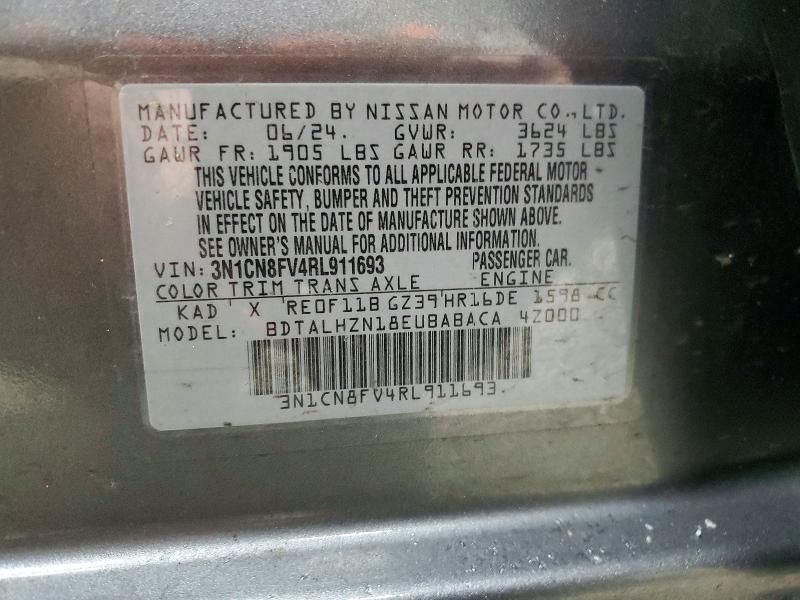 MANUFACTURED BY NISSAN MOTOR CO., LTD.
DATE: 06/24. GVWR: 3624 LBS
GAWR FR: 1905 LBS GAWR RR: 1735 LBS
THIS VEHICLE CONFORMS TO ALL APPLICABLE FEDERAL MOTOR
VEHICLE SAFETY, BUMPER AND THEFT PREVENTION STANDARDS
IN EFFECT ON THE DATE OF MANUFACTURE SHOWN ABOVE.
SEE OWNER'S MANUAL FOR ADDITIONAL INFORMATION.
VIN: 3N1CN8FV4RL911693 PASSENGER CAR.
COLOR TRIM TRANS AXLE ENGINE
KAD X RE0F11B GZ39 HR16DE 1598 CC
MODEL: BDTALHZN18EUBABACA 4Z000
3N1CN8FV4RL911693